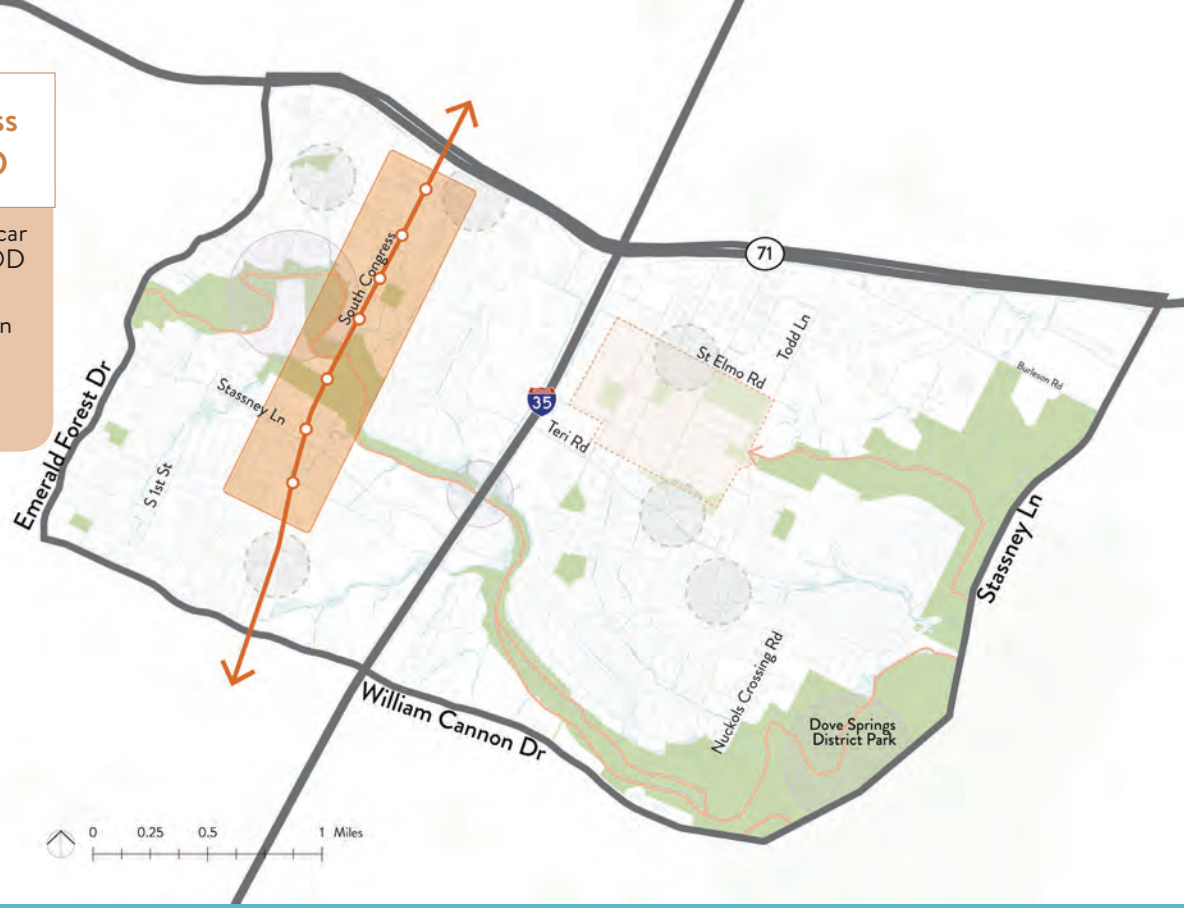 ss
D
car
DD
n
South Congress
71
Todd Ln
St Elmo Rd
Burleson Rd
35
Teri Rd
Stassney Ln
Emerald Forest Dr
S 1st St
Stassney Ln
Nuckols Crossing Rd
Dove Springs
District Park
William Cannon Dr
0 0.25 0.5 1 Miles